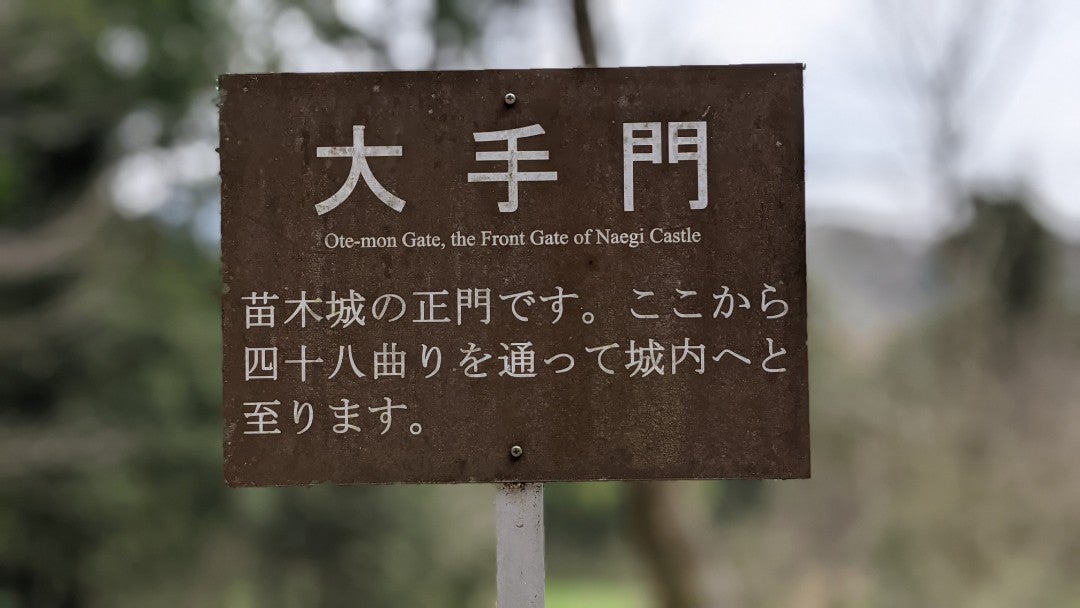 大手門
Ote-mon Gate, the Front Gate of Naegi Castle
苗木城の正門です。ここから
四十八曲りを通って城内へと
至ります。